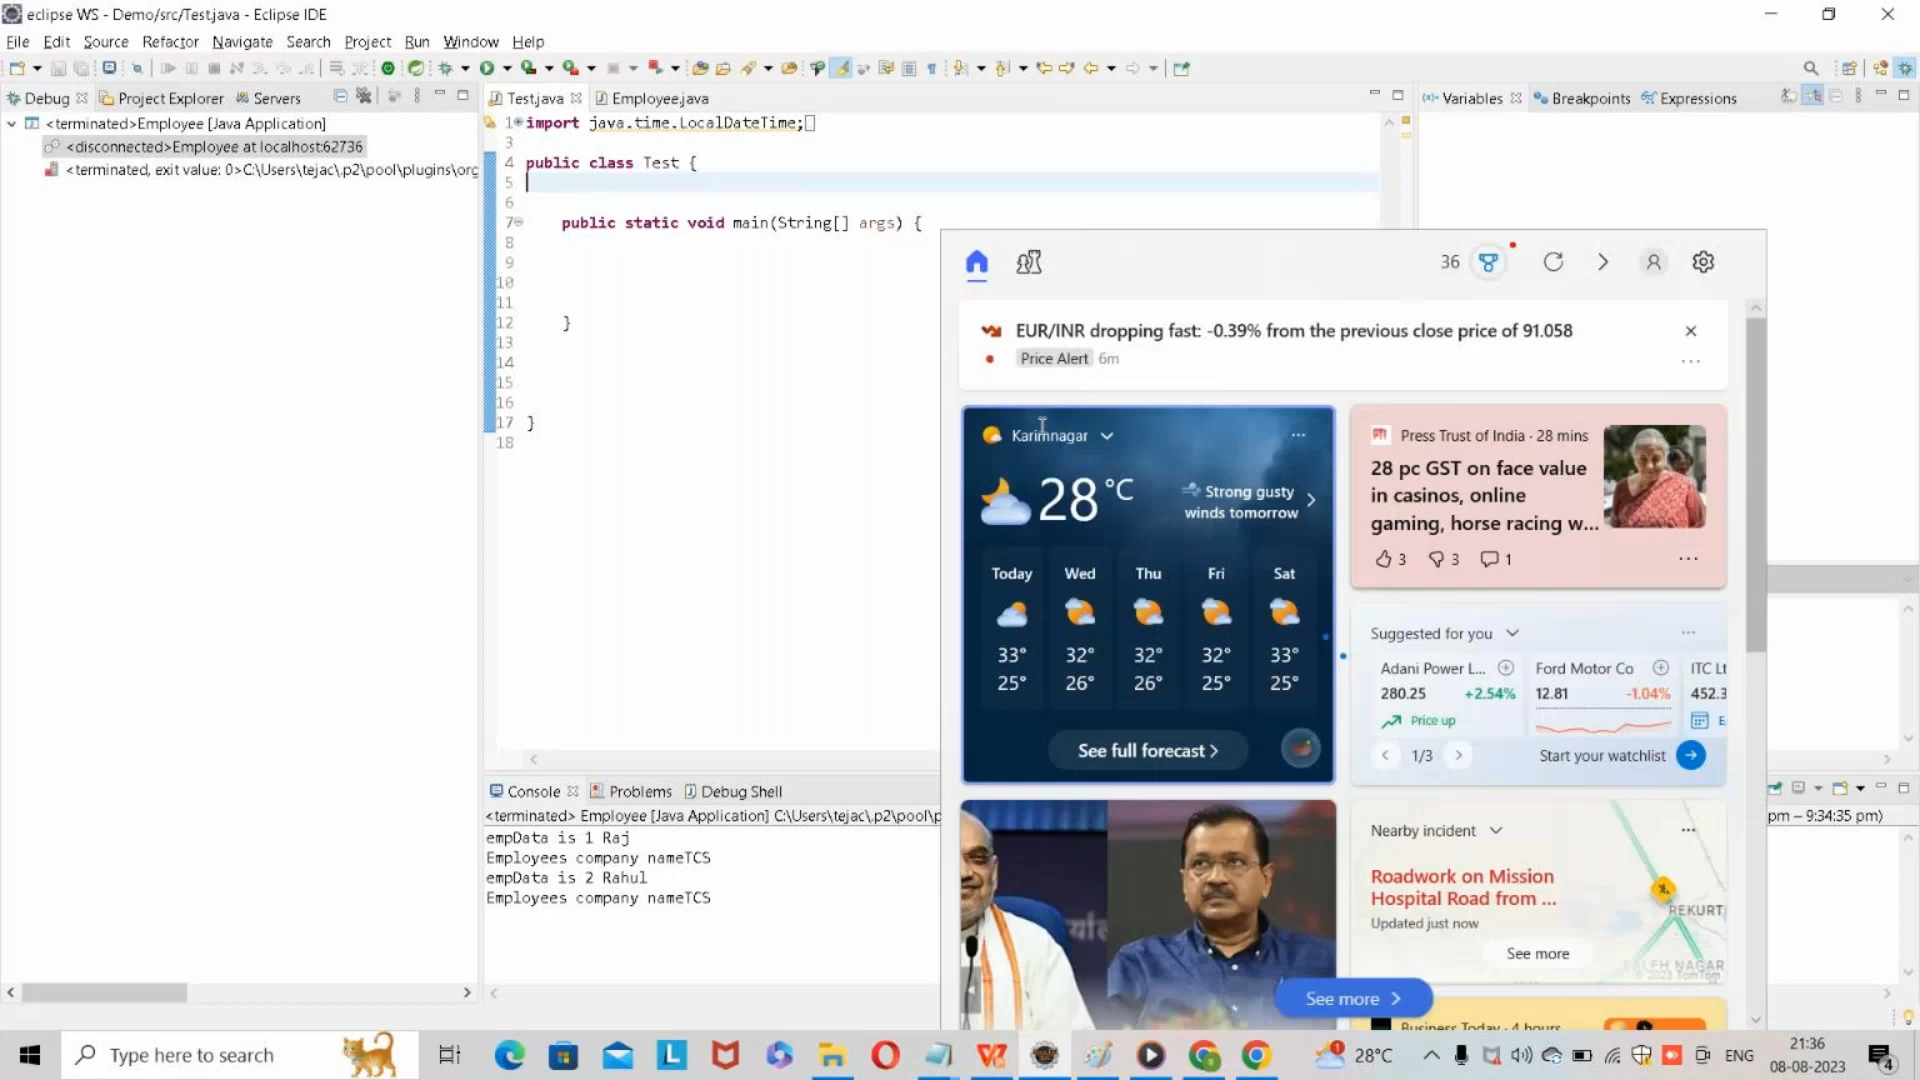 eclipse WS - Demo/src/Test.java - Eclipse IDE
File Edit Source Refactor Navigate Search Project Run Window Help
Debug Project Explorer Servers
<terminated>Employee [Java Application]
<disconnected>Employee at localhost:62736
<terminated, exit value: 0>C:\Users\tejac\.p2\pool\plugins\org
Test.java Employee.java
1 import java.time.LocalDateTime;
3
4 public class Test {
5
6
7 public static void main(String[] args) {
8
9
10
11
12 }
13
14
15
16
17 }
18
(x)= Variables Breakpoints Expressions
36
EUR/INR dropping fast: -0.39% from the previous close price of 91.058
Price Alert 6m
Karimnagar
28 °C
Strong gusty
winds tomorrow
Today Wed Thu Fri Sat
33° 32° 32° 32° 33°
25° 26° 26° 25° 25°
See full forecast
Press Trust of India · 28 mins
28 pc GST on face value
in casinos, online
gaming, horse racing w...
3 3 1
Suggested for you
Adani Power L... Ford Motor Co ITC Lt
280.25 +2.54% 12.81 -1.04% 452.3
Price up E
1/3 Start your watchlist
Nearby incident
Roadwork on Mission
Hospital Road from ...
Updated just now
REKURTI
See more
© 2023 TomTom
See more
Business Today · 4 hours
Console Problems Debug Shell
<terminated> Employee [Java Application] C:\Users\tejac\.p2\pool\p
pm – 9:34:35 pm)
empData is 1 Raj
Employees company nameTCS
empData is 2 Rahul
Employees company nameTCS
Type here to search
28°C
ENG
21:36
08-08-2023
4